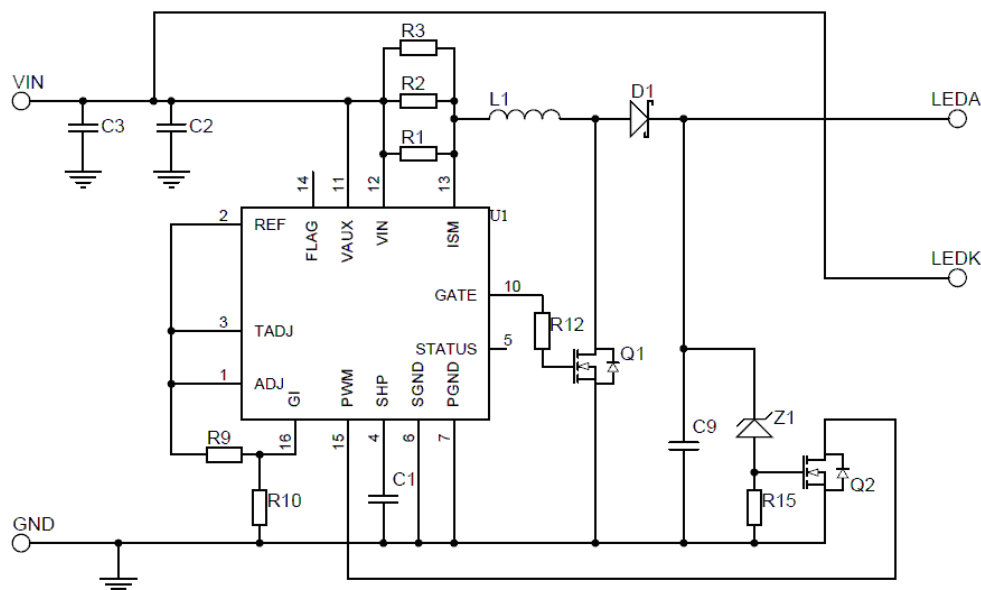 R3
VIN
R2
D1
L1
LEDA
C3
C2
R1
14
11
12
13
2
REF
FLAG
VAUX
VIN
ISM
U1
LEDK
GATE
10
3
TADJ
R12
STATUS
5
Q1
1
ADJ
GI
PWM
SHP
SGND
PGND
R9
16
15
4
6
7
C9
Z1
C1
R10
R15
Q2
GND